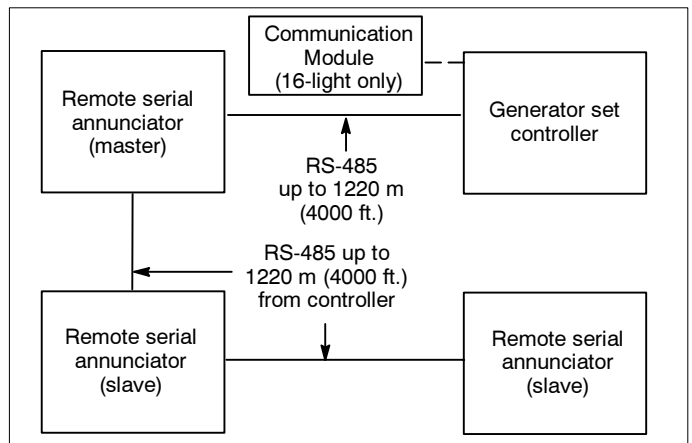 Communication
Module
(16-light only)
Remote serial
annunciator
(master)
Generator set
controller
RS-485
up to 1220 m
(4000 ft.)
RS-485 up to
1220 m (4000 ft.)
from controller
Remote serial
annunciator
(slave)
Remote serial
annunciator
(slave)